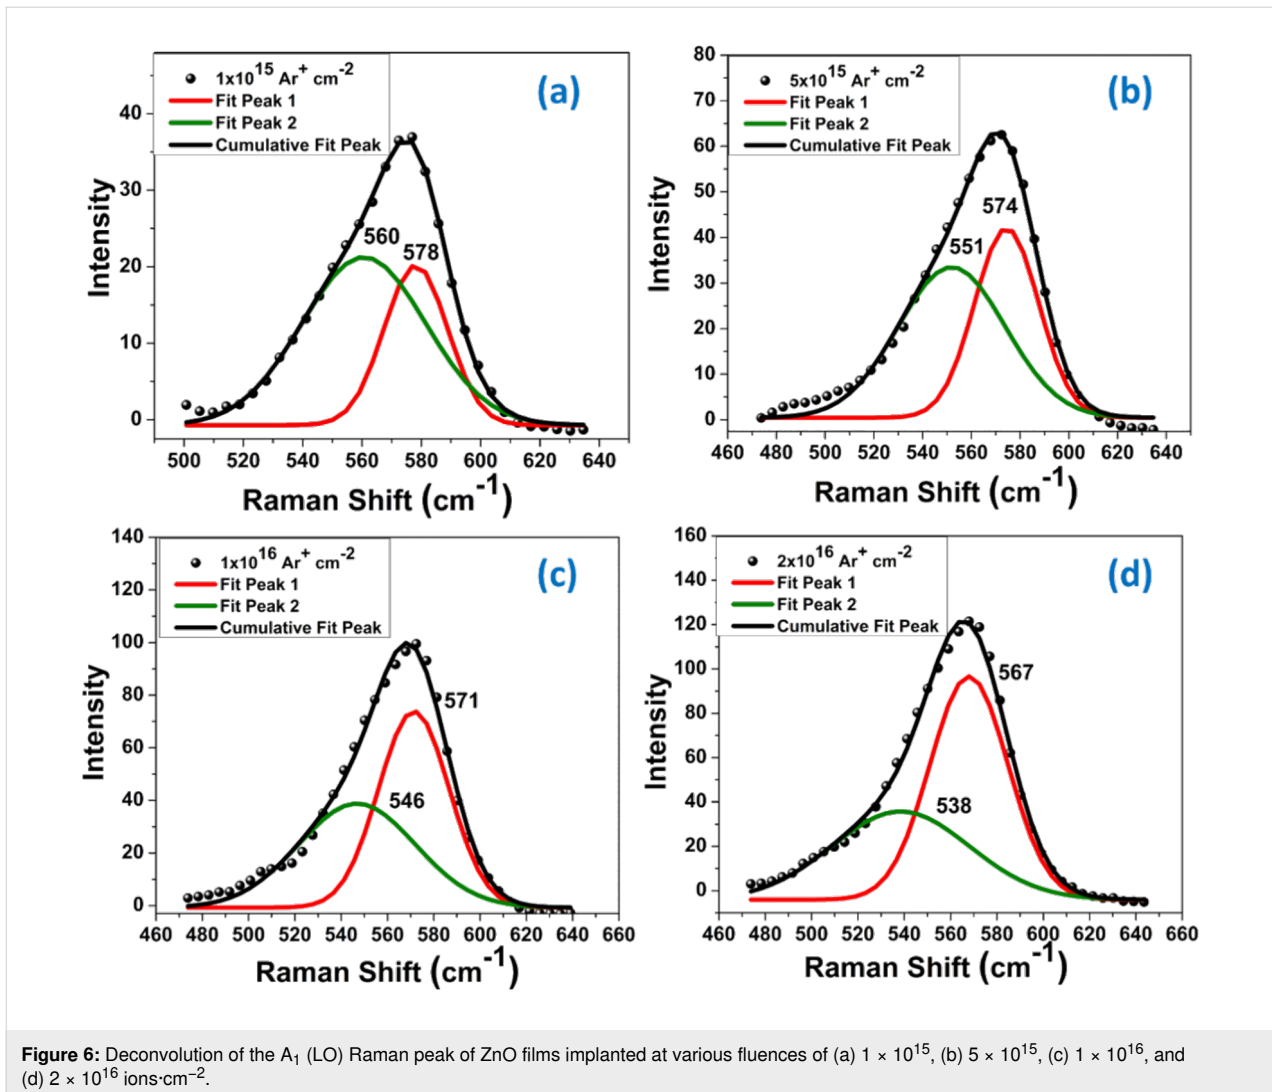 1x10^15 Ar+ cm-2
Fit Peak 1
Fit Peak 2
Cumulative Fit Peak
(a)
560
578
Intensity
0
10
20
30
40
500 520 540 560 580 600 620 640
Raman Shift (cm-1)
5x10^15 Ar+ cm-2
Fit Peak 1
Fit Peak 2
Cumulative Fit Peak
(b)
574
551
Intensity
0
10
20
30
40
50
60
70
80
460 480 500 520 540 560 580 600 620 640
Raman Shift (cm-1)
1x10^16 Ar+ cm-2
Fit Peak 1
Fit Peak 2
Cumulative Fit Peak
(c)
571
546
Intensity
0
20
40
60
80
100
120
140
460 480 500 520 540 560 580 600 620 640 660
Raman Shift (cm-1)
2x10^16 Ar+ cm-2
Fit Peak 1
Fit Peak 2
Cumulative Fit Peak
(d)
567
538
Intensity
0
20
40
60
80
100
120
140
160
460 480 500 520 540 560 580 600 620 640 660
Raman Shift (cm-1)
Figure 6: Deconvolution of the A1 (LO) Raman peak of ZnO films implanted at various fluences of (a) 1 × 10^15, (b) 5 × 10^15, (c) 1 × 10^16, and
(d) 2 × 10^16 ions·cm−2.